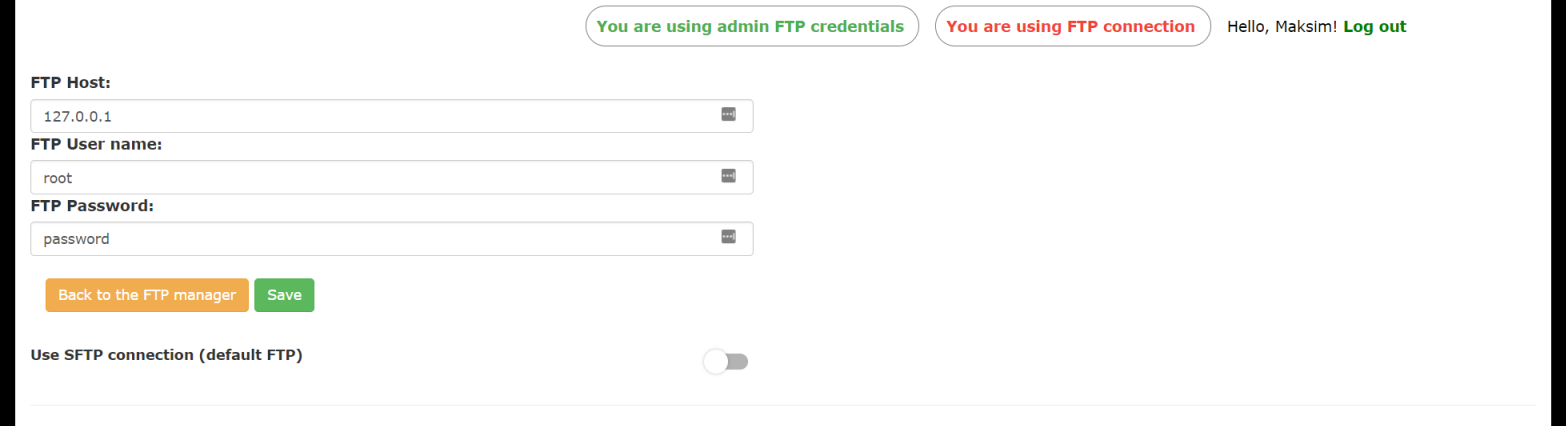 You are using admin FTP credentials You are using FTP connection Hello, Maksim! Log out
FTP Host:
127.0.0.1
FTP User name:
root
FTP Password:
password
Back to the FTP manager Save
Use SFTP connection (default FTP)